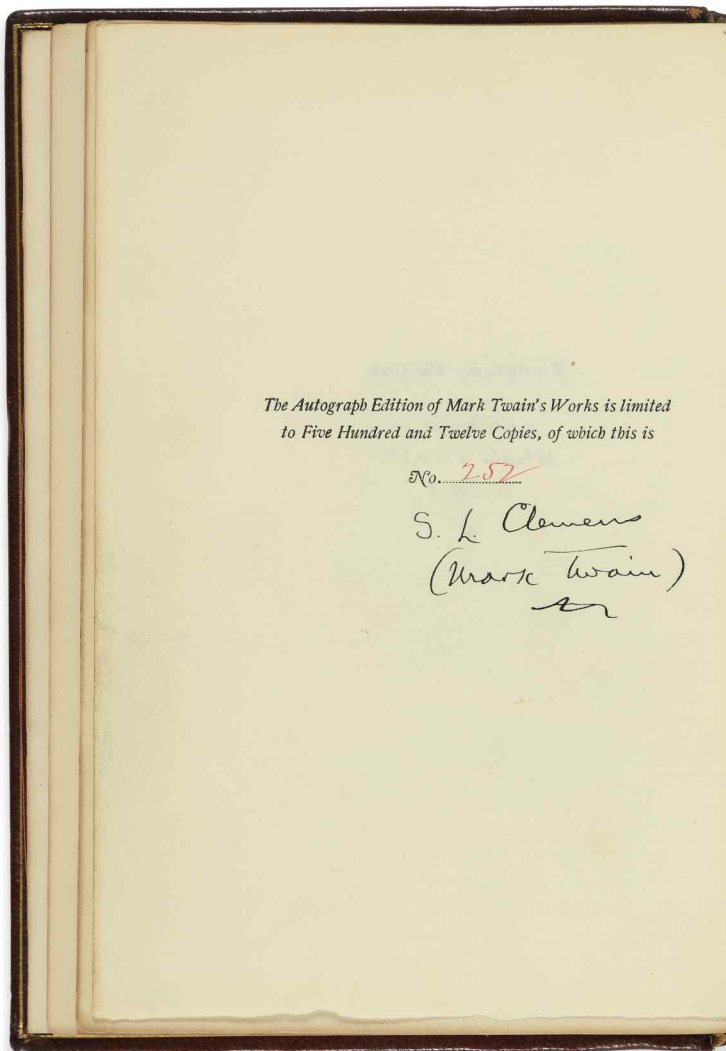 The Autograph Edition of Mark Twain's Works is limited
to Five Hundred and Twelve Copies, of which this is
No. 252
S. L. Clemens
(Mark Twain)